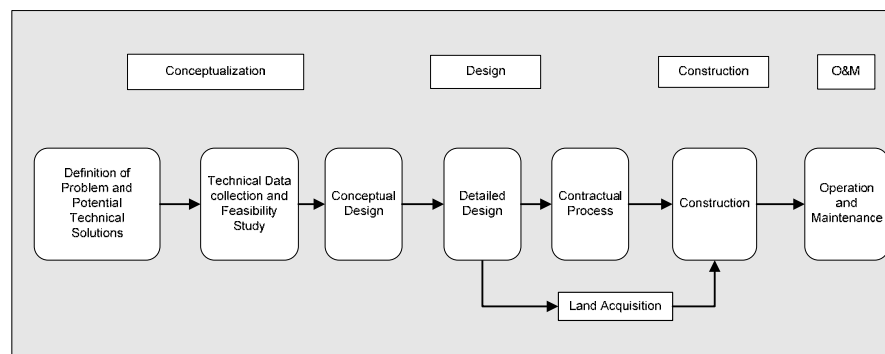 Conceptualization
Design
Construction
O&M
Definition of
Problem and
Potential
Technical
Solutions
Technical Data
collection and
Feasibility
Study
Conceptual
Design
Detailed
Design
Contractual
Process
Construction
Operation
and
Maintenance
Land Acquisition